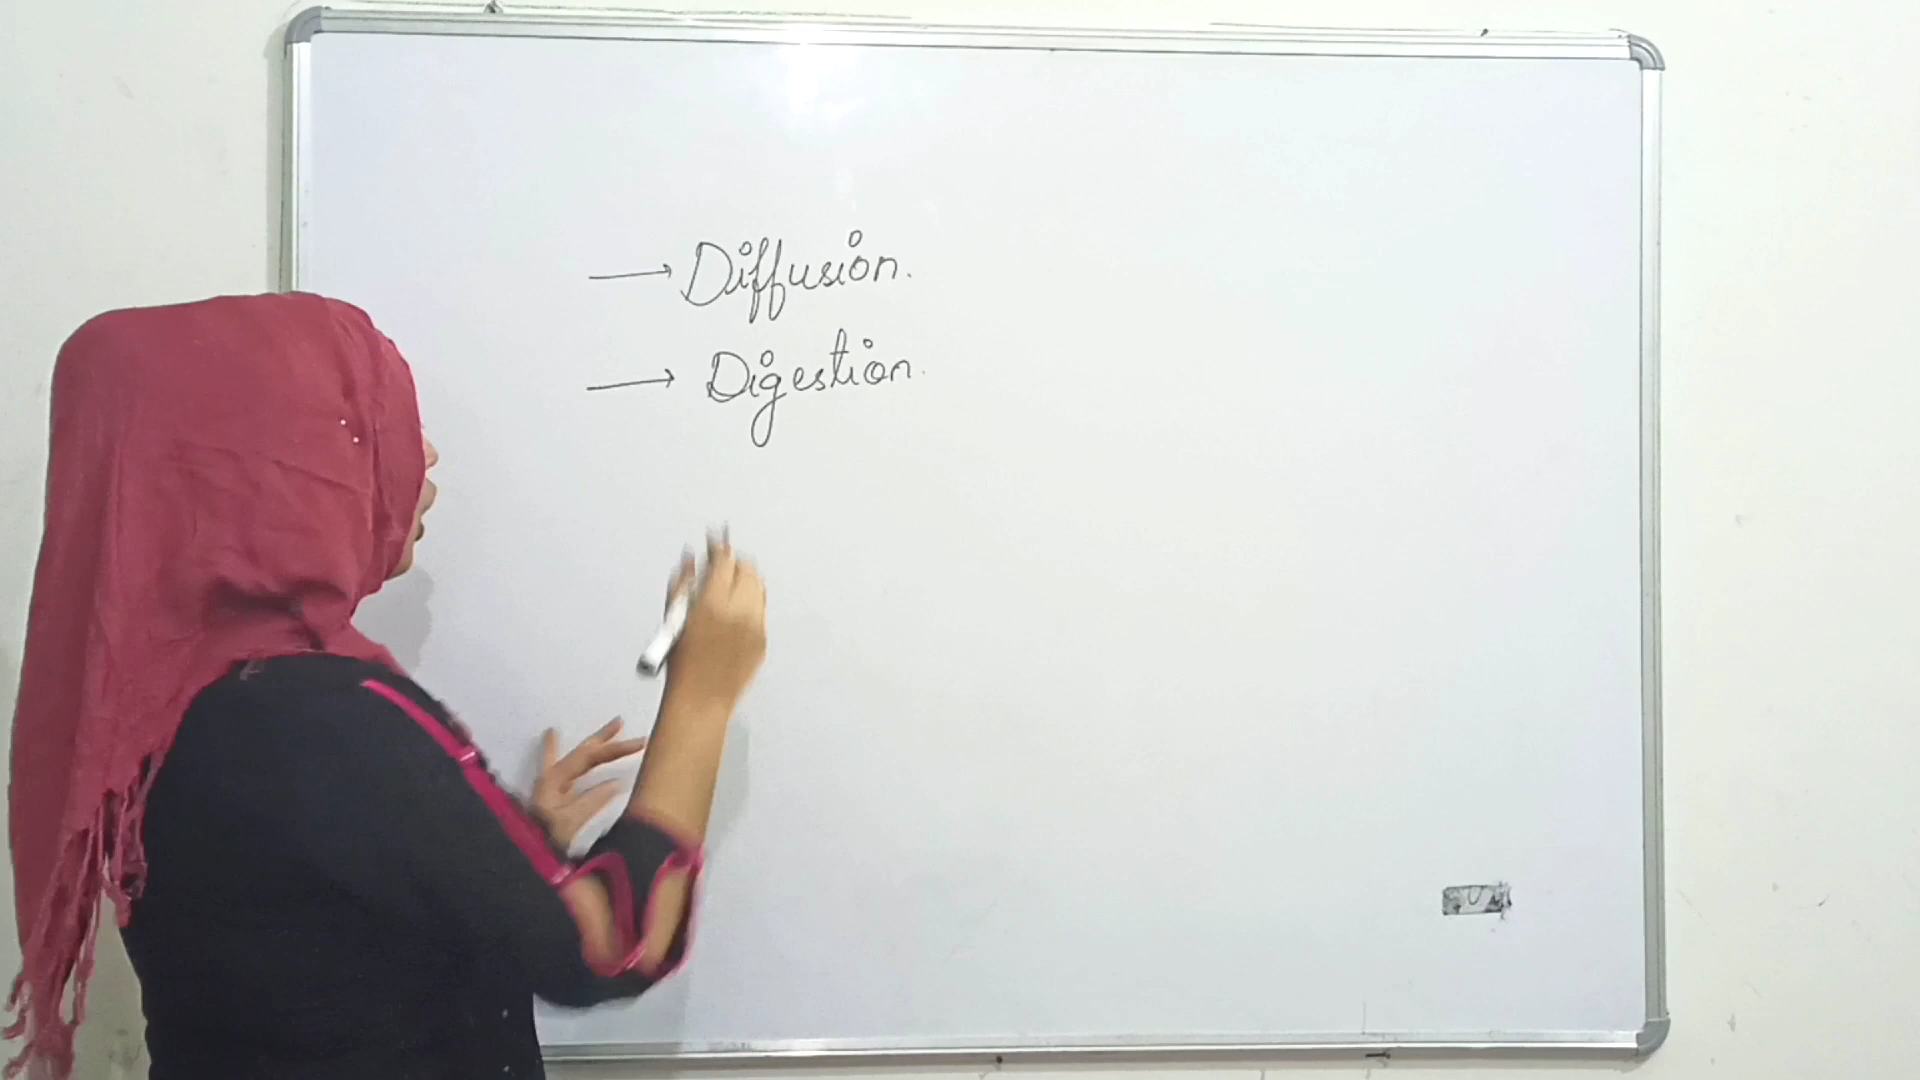 → Diffusion.
→ Digestion.